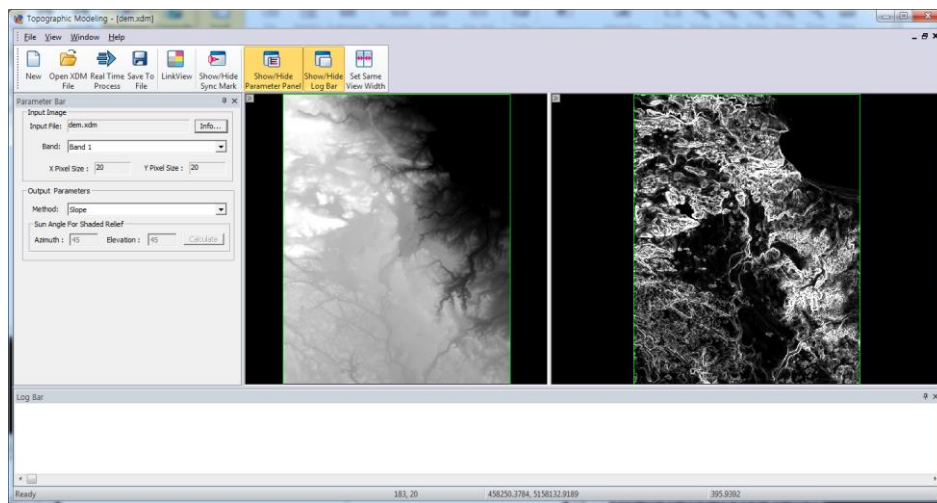 Topographic Modeling - [dem.xdm]
File View Window Help
New
Open XDM File
Real Time Process
Save To File
LinkView
Show/Hide Sync Mark
Show/Hide Parameter Panel
Show/Hide Log Bar
Set Same View Width
Parameter Bar
Input Image
Input File: dem.xdm Info...
Band: Band 1
X Pixel Size : 20 Y Pixel Size : 20
Output Parameters
Method: Slope
Sun Angle For Shaded Relief
Azimuth : 45 Elevation : 45 Calculate
Log Bar
Ready 183, 20 458250.3784, 5158132.9189 395.9392